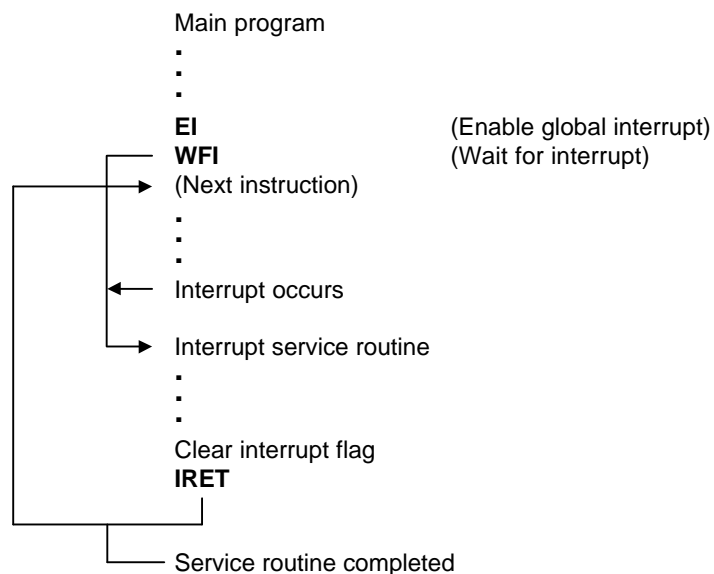 Main program
EI (Enable global interrupt)
WFI (Wait for interrupt)
(Next instruction)
Interrupt occurs
Interrupt service routine
Clear interrupt flag
IRET
Service routine completed